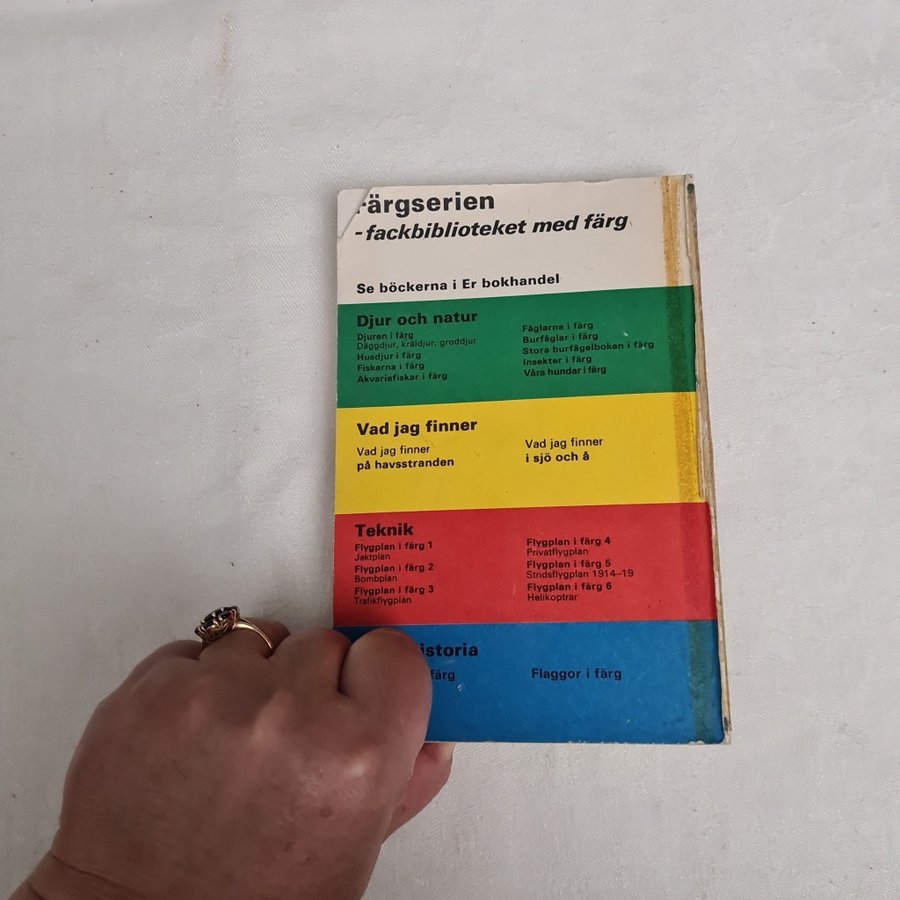 Färgserien
-fackbiblioteket med färg
Se böckerna i Er bokhandel
Djur och natur
Djuren i färg
Däggdjur, kräldjur, groddjur
Husdjur i färg
Fiskarna i färg
Akvariefiskar i färg
Fåglarna i färg
Burfåglar i färg
Stora burfågelboken i färg
Insekter i färg
Våra hundar i färg
Vad jag finner
Vad jag finner
på havsstranden
Vad jag finner
i sjö och å
Teknik
Flygplan i färg 1
Jaktplan
Flygplan i färg 2
Bombplan
Flygplan i färg 3
Trafikflygplan
Flygplan i färg 4
Privatflygplan
Flygplan i färg 5
Stridsflygplan 1914–19
Flygplan i färg 6
Helikoptrar
istoria
färg
Flaggor i färg